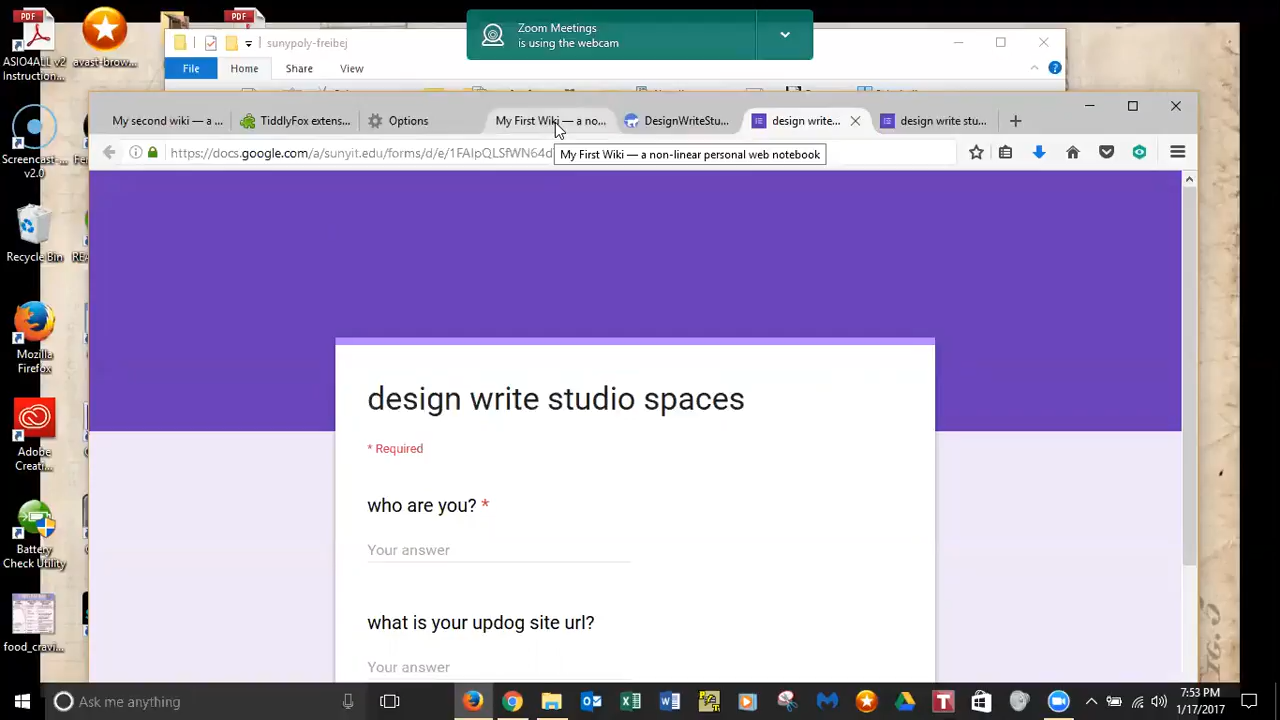 ASIO4ALL v2
Instruction...
avast-brow...
sunypoly-freibej
Zoom Meetings
is using the webcam
File
Home
Share
View
My second wiki — a ...
TiddlyFox extens...
Options
My First Wiki — a no...
DesignWriteStu...
design write...
design write stu...
https://docs.google.com/a/sunyit.edu/forms/d/e/1FAIpQLSfWN64d
My First Wiki — a non-linear personal web notebook
Screencast...
v2.0
Recycle Bin
Mozilla
Firefox
Adobe
Creati...
Battery
Check Utility
food_cravi...
design write studio spaces
* Required
who are you? *
Your answer
what is your updog site url?
Your answer
Ask me anything
7:53 PM
1/17/2017